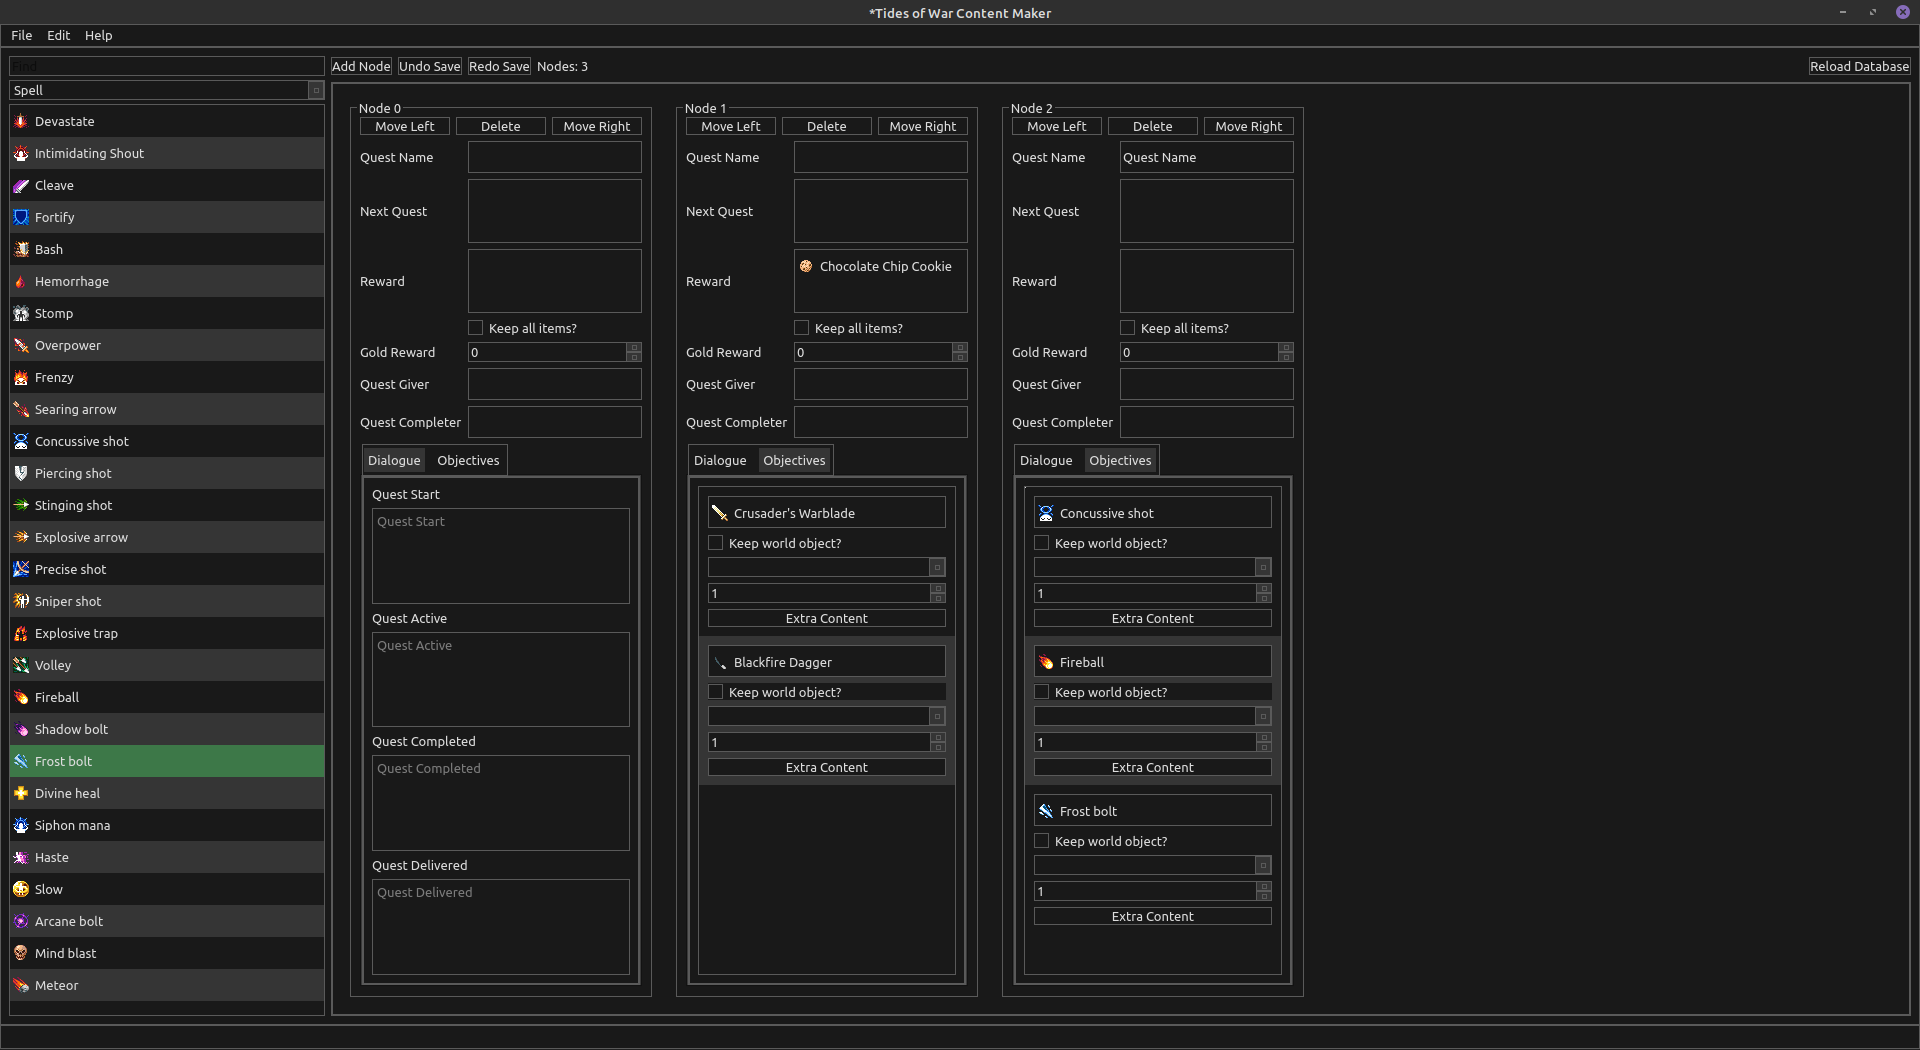 *Tides of War Content Maker
File Edit Help
Find
Add Node Undo Save Redo Save Nodes: 3 Reload Database
Spell
Devastate
Intimidating Shout
Cleave
Fortify
Bash
Hemorrhage
Stomp
Overpower
Frenzy
Searing arrow
Concussive shot
Piercing shot
Stinging shot
Explosive arrow
Precise shot
Sniper shot
Explosive trap
Volley
Fireball
Shadow bolt
Frost bolt
Divine heal
Siphon mana
Haste
Slow
Arcane bolt
Mind blast
Meteor
Node 0
Move Left Delete Move Right
Quest Name
Next Quest
Reward
Keep all items?
Gold Reward 0
Quest Giver
Quest Completer
Dialogue Objectives
Quest Start
Quest Start
Quest Active
Quest Active
Quest Completed
Quest Completed
Quest Delivered
Quest Delivered
Node 1
Move Left Delete Move Right
Quest Name
Next Quest
Reward Chocolate Chip Cookie
Keep all items?
Gold Reward 0
Quest Giver
Quest Completer
Dialogue Objectives
Crusader's Warblade
Keep world object?
1
Extra Content
Blackfire Dagger
Keep world object?
1
Extra Content
Node 2
Move Left Delete Move Right
Quest Name Quest Name
Next Quest
Reward
Keep all items?
Gold Reward 0
Quest Giver
Quest Completer
Dialogue Objectives
Concussive shot
Keep world object?
1
Extra Content
Fireball
Keep world object?
1
Extra Content
Frost bolt
Keep world object?
1
Extra Content